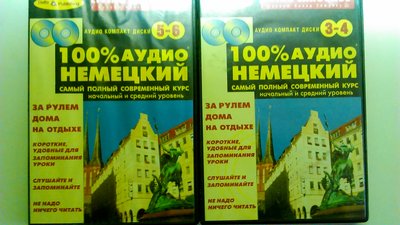 АУДИО КОМПАКТ ДИСКИ 5-6
100% АУДИО
НЕМЕЦКИЙ
САМЫЙ ПОЛНЫЙ СОВРЕМЕННЫЙ КУРС
начальный и средний уровень
ЗА РУЛЕМ
ДОМА
НА ОТДЫХЕ
КОРОТКИЕ,
УДОБНЫЕ ДЛЯ
ЗАПОМИНАНИЯ
УРОКИ
СЛУШАЙТЕ И
ЗАПОМИНАЙТЕ
НЕ НАДО
НИЧЕГО ЧИТАТЬ
АУДИО КОМПАКТ ДИСКИ 3-4
100% АУДИО
НЕМЕЦКИЙ
САМЫЙ ПОЛНЫЙ СОВРЕМЕННЫЙ КУРС
начальный и средний уровень
ЗА РУЛЕМ
ДОМА
НА ОТДЫХЕ
КОРОТКИЕ,
УДОБНЫЕ ДЛЯ
ЗАПОМИНАНИЯ
УРОКИ
СЛУШАЙТЕ И
ЗАПОМИНАЙТЕ
НЕ НАДО
НИЧЕГО ЧИТАТЬ